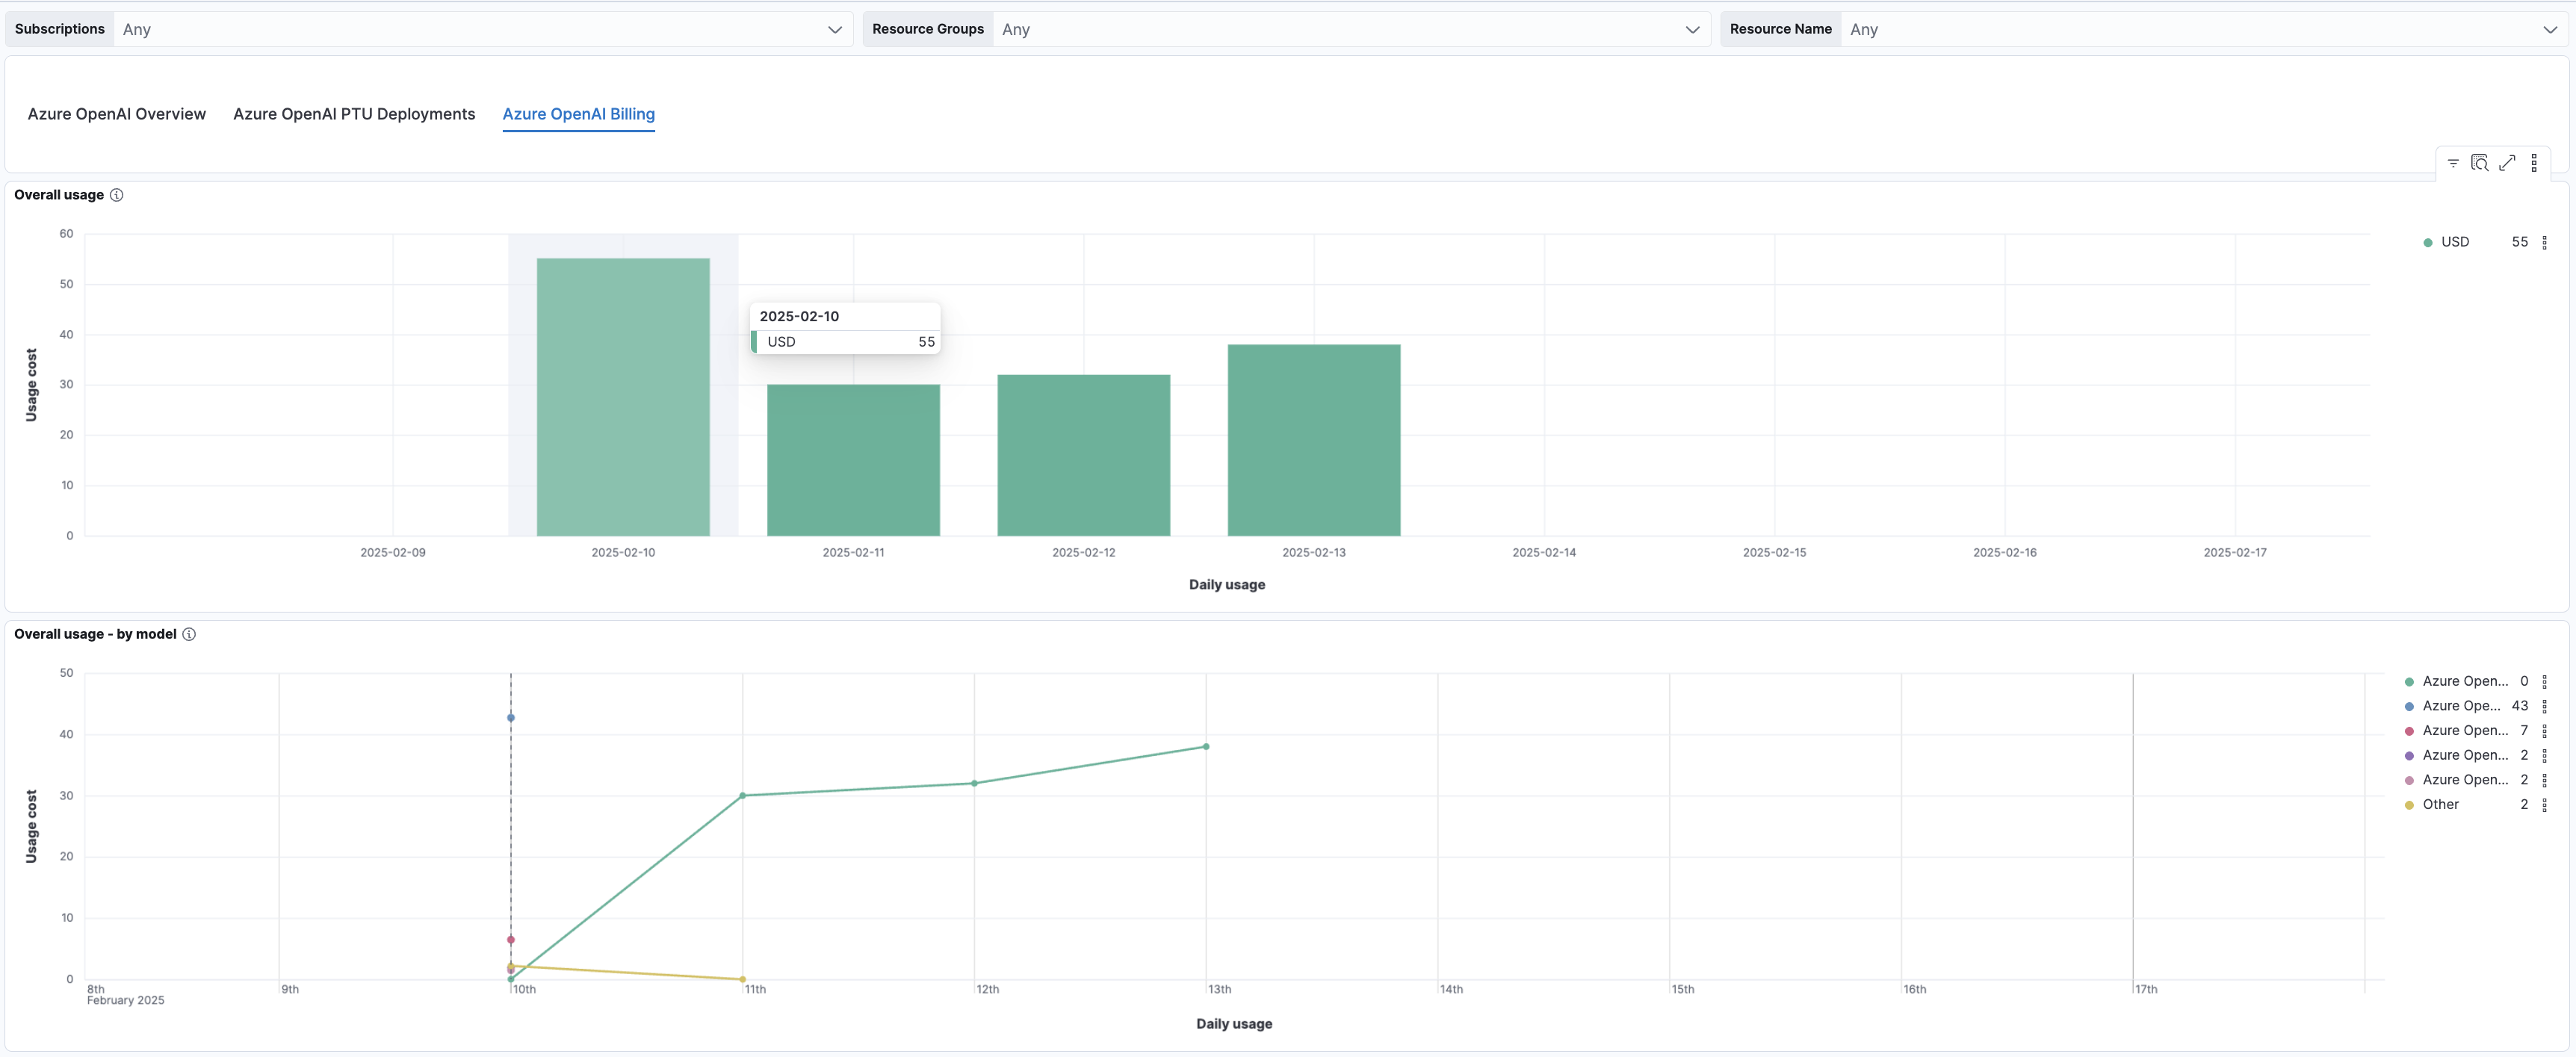 Subscriptions Any Resource Groups Any Resource Name Any
Azure OpenAI Overview Azure OpenAI PTU Deployments Azure OpenAI Billing
Overall usage
USD 55
60
50
40
30
20
10
0
Usage cost
2025-02-10
USD 55
2025-02-09 2025-02-10 2025-02-11 2025-02-12 2025-02-13 2025-02-14 2025-02-15 2025-02-16 2025-02-17
Daily usage
Overall usage - by model
50
40
30
20
10
0
Usage cost
Azure Open... 0
Azure Ope... 43
Azure Open... 7
Azure Open... 2
Azure Open... 2
Other 2
8th 9th 10th 11th 12th 13th 14th 15th 16th 17th
February 2025
Daily usage